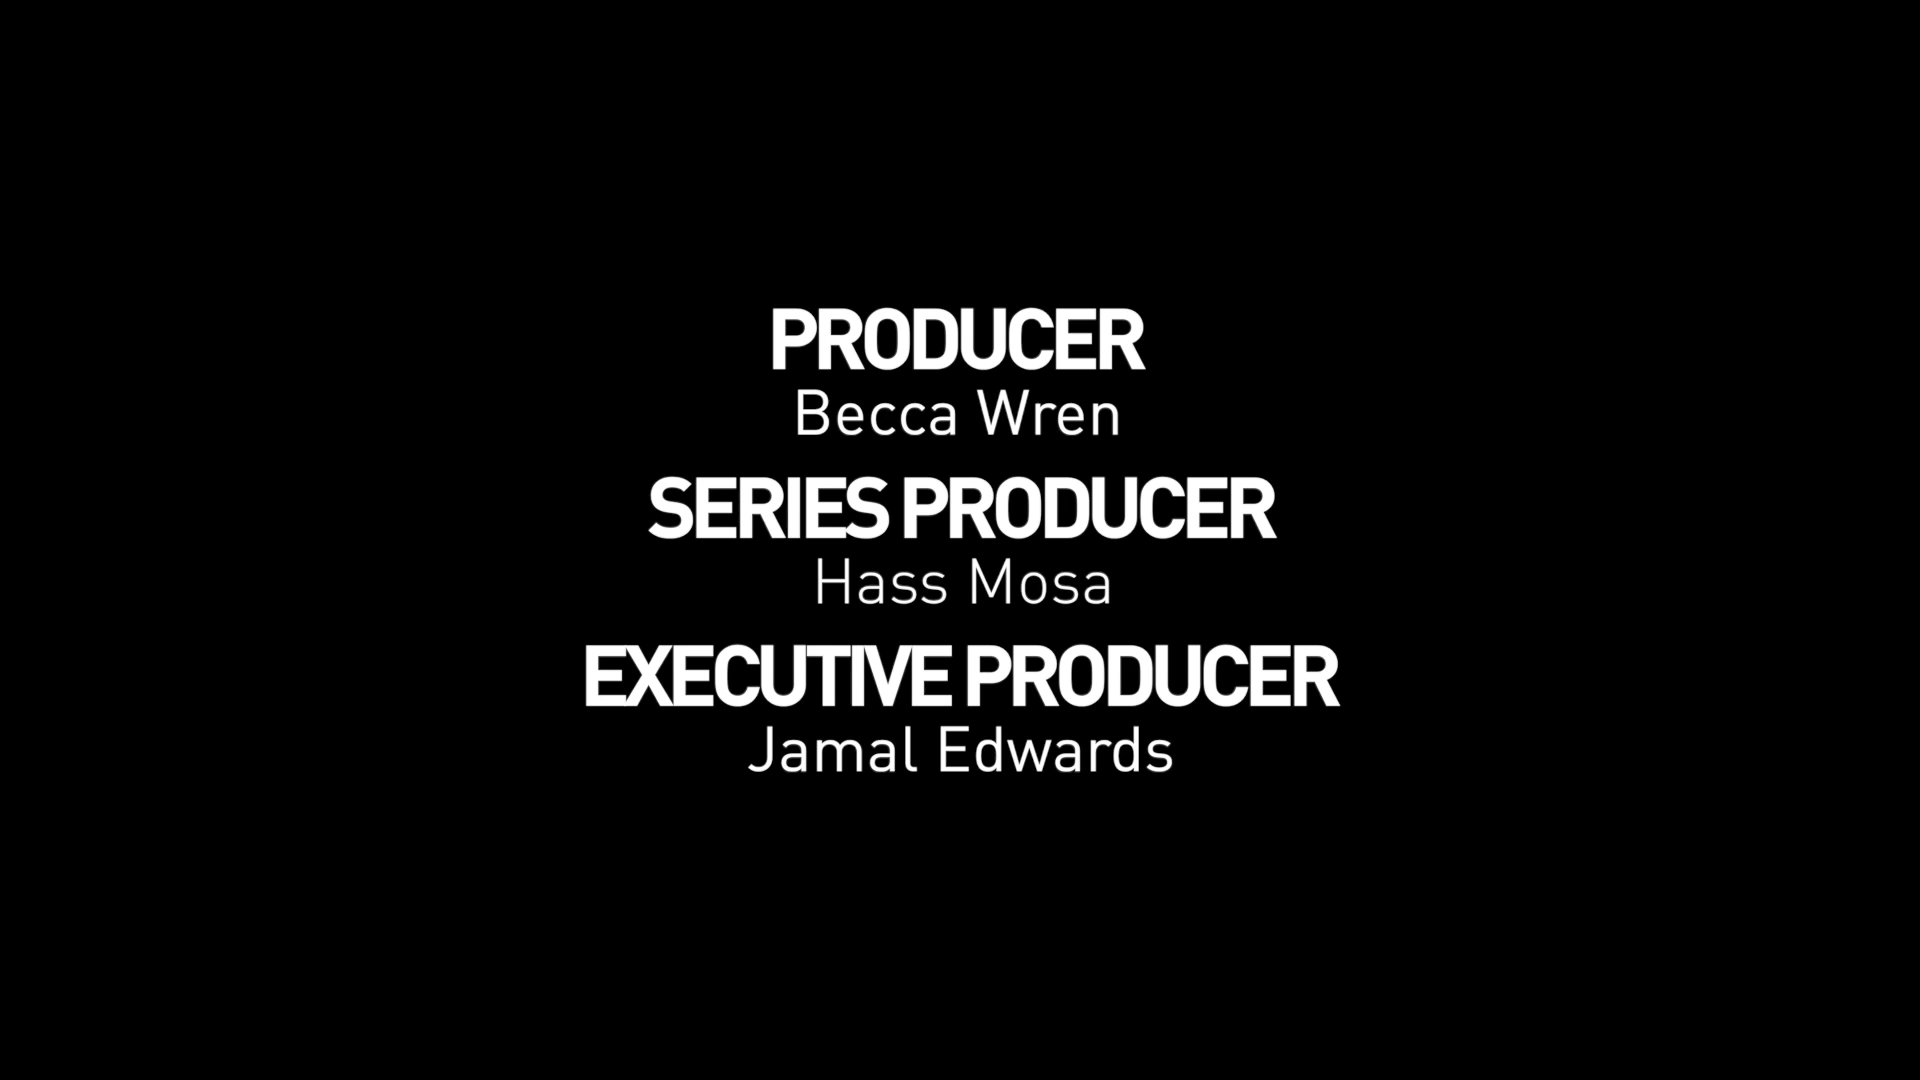 PRODUCER
Becca Wren
SERIES PRODUCER
Hass Mosa
EXECUTIVE PRODUCER
Jamal Edwards